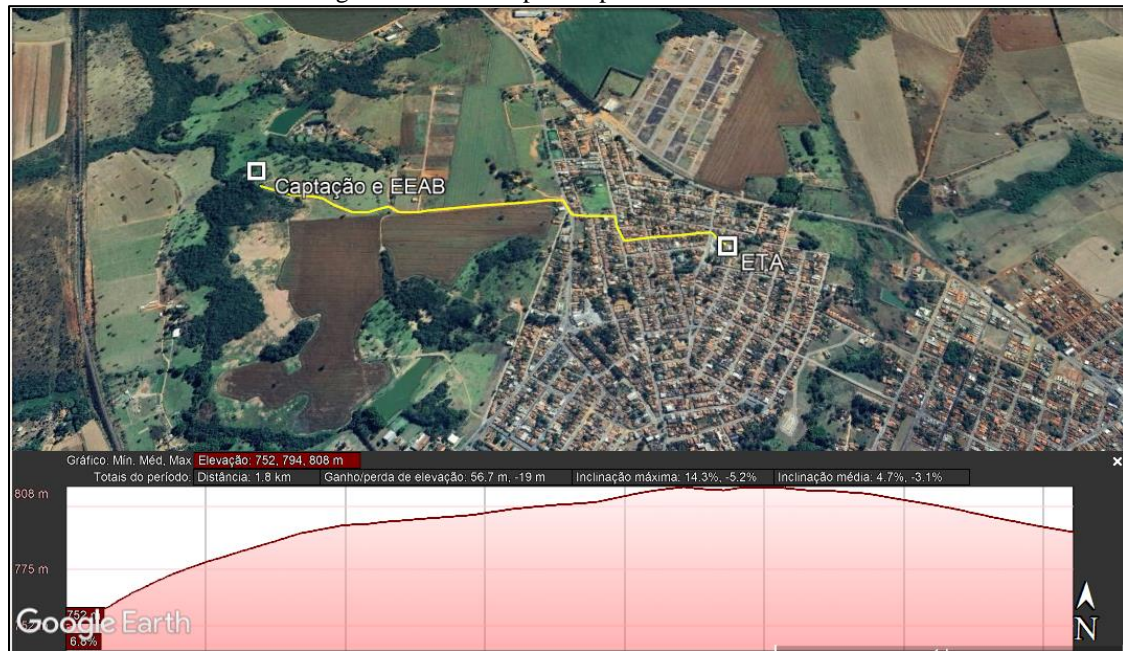 Captação e EEAB
ETA
Gráfico: Mín. Méd, Max Elevação: 752, 794, 808 m
Totais do período: Distância: 1.8 km Ganho/perda de elevação: 56.7 m, -19 m Inclinação máxima: 14.3%, -5.2% Inclinação média: 4.7%, -3.1%
808 m
775 m
752 m
6.8%
Google Earth
N